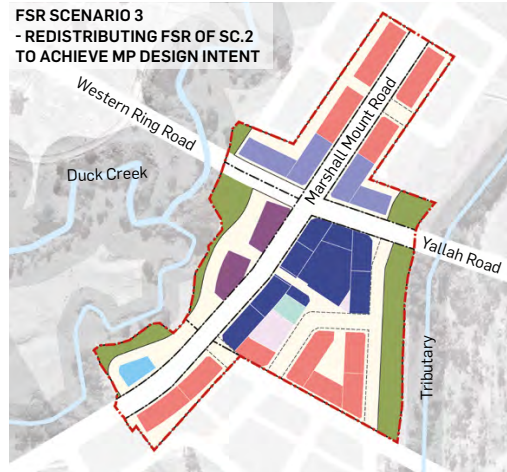 FSR SCENARIO 3
- REDISTRIBUTING FSR OF SC.2
TO ACHIEVE MP DESIGN INTENT
Western Ring Road
Marshall Mount Road
Duck Creek
Yallah Road
Tributary